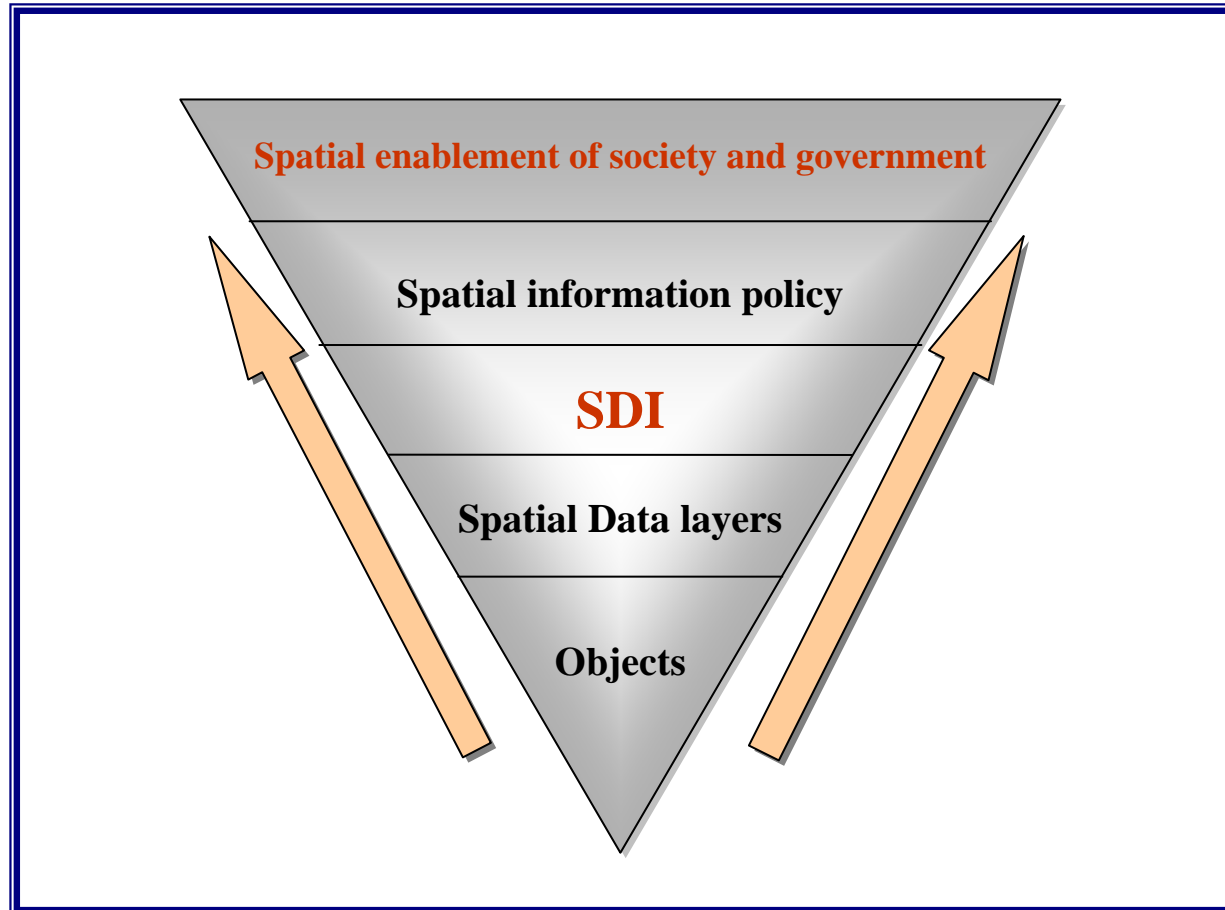 Spatial enablement of society and government
Spatial information policy
SDI
Spatial Data layers
Objects